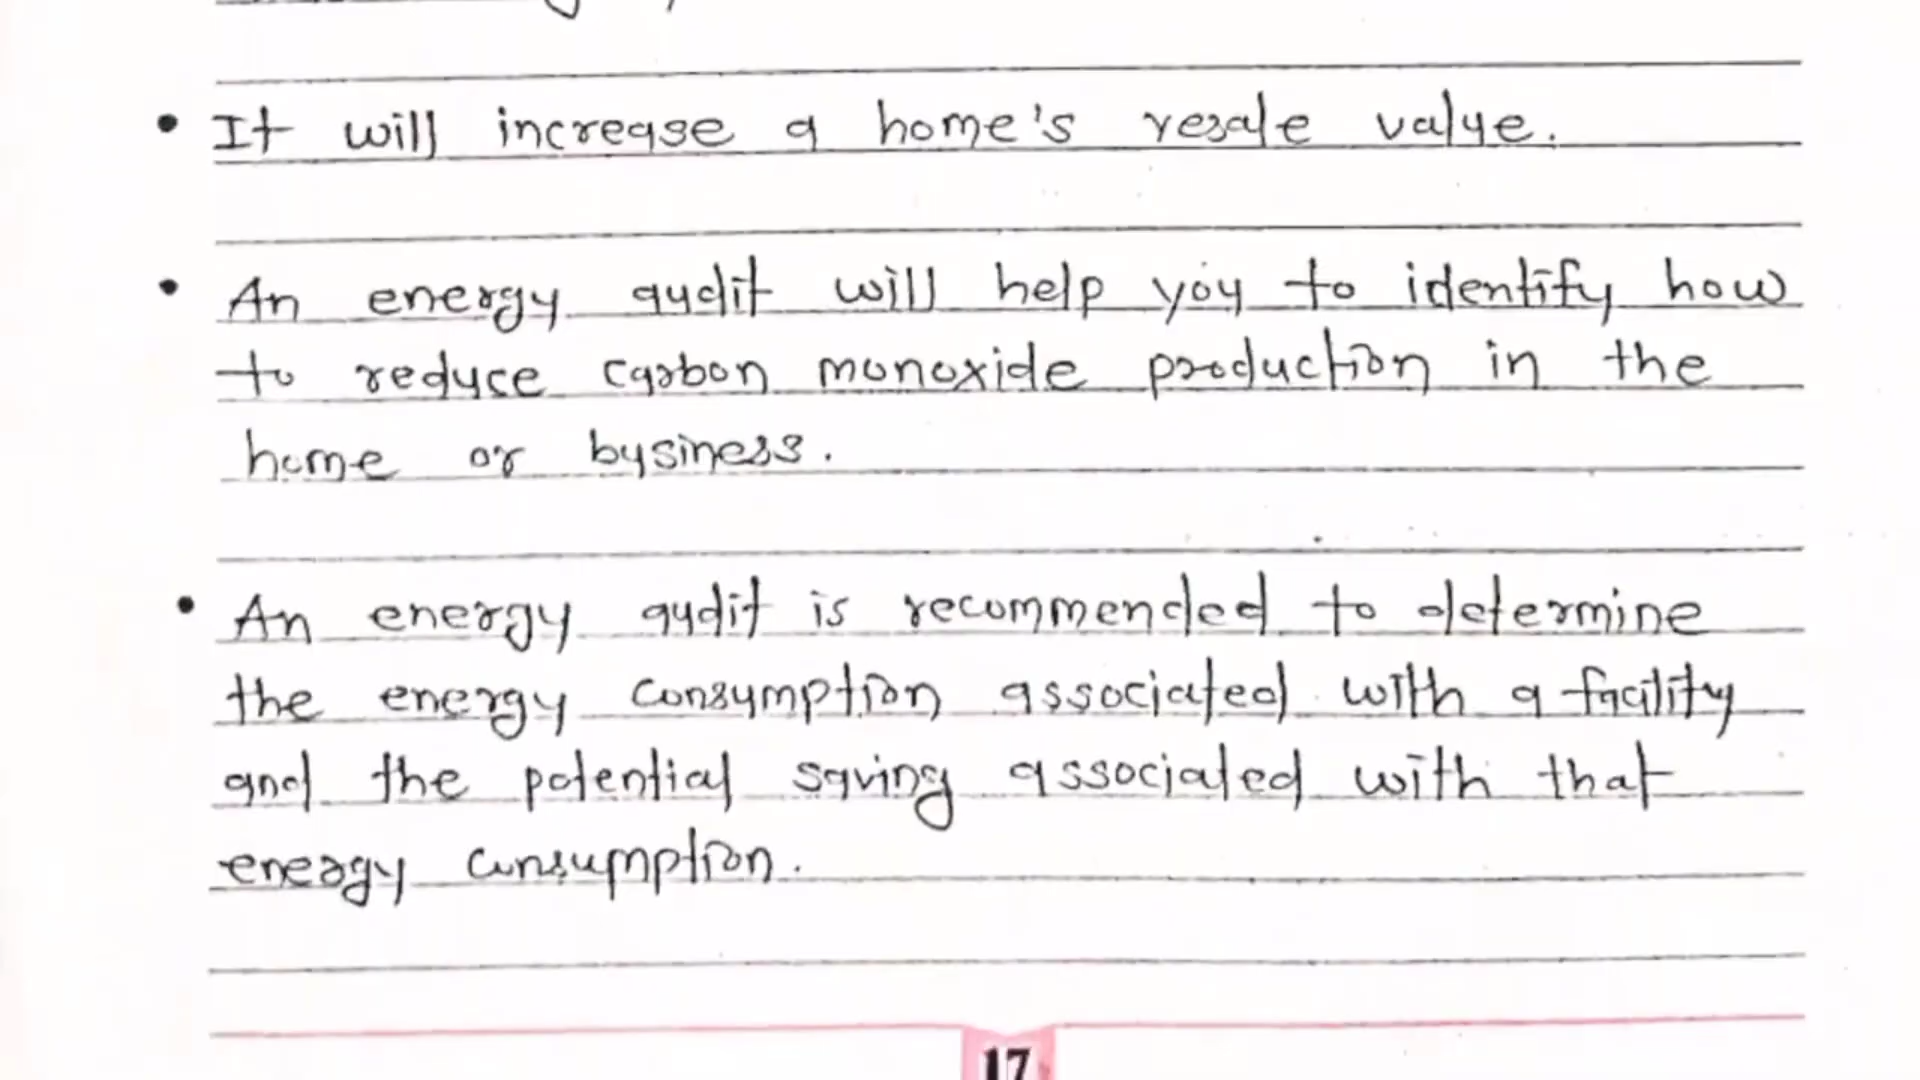 • It will increase a home's resale value.
• An energy audit will help you to identify how
to reduce carbon monoxide production in the
home or business.
• An energy audit is recommended to determine
the energy consumption associated with a facility
and the potential saving associated with that
energy consumption.
17